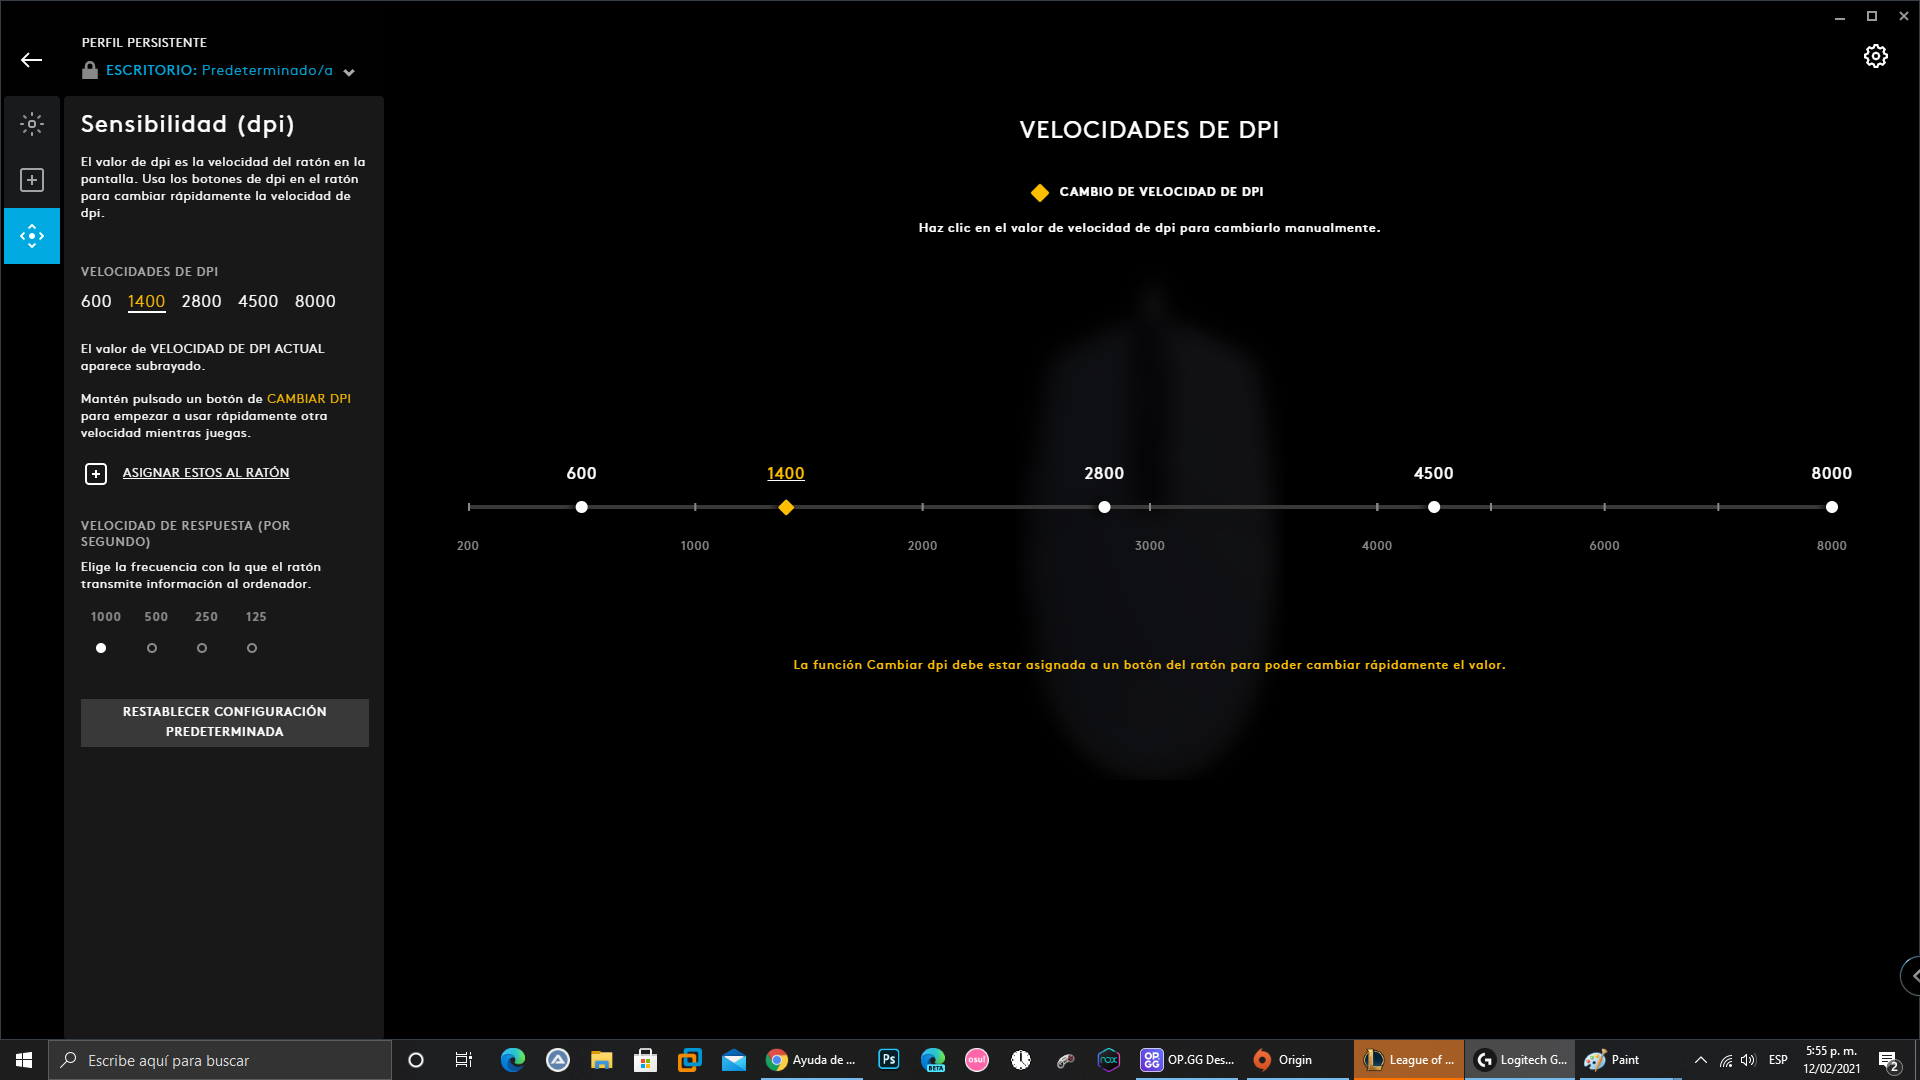 PERFIL PERSISTENTE
ESCRITORIO: Predeterminado/a
Sensibilidad (dpi)
El valor de dpi es la velocidad del ratón en la
pantalla. Usa los botones de dpi en el ratón
para cambiar rápidamente la velocidad de
dpi.
VELOCIDADES DE DPI
600 1400 2800 4500 8000
El valor de VELOCIDAD DE DPI ACTUAL
aparece subrayado.
Mantén pulsado un botón de CAMBIAR DPI
para empezar a usar rápidamente otra
velocidad mientras juegas.
ASIGNAR ESTOS AL RATÓN
VELOCIDAD DE RESPUESTA (POR
SEGUNDO)
Elige la frecuencia con la que el ratón
transmite información al ordenador.
1000 500 250 125
RESTABLECER CONFIGURACIÓN
PREDETERMINADA
VELOCIDADES DE DPI
CAMBIO DE VELOCIDAD DE DPI
Haz clic en el valor de velocidad de dpi para cambiarlo manualmente.
600 1400 2800 4500 8000
200 1000 2000 3000 4000 6000 8000
La función Cambiar dpi debe estar asignada a un botón del ratón para poder cambiar rápidamente el valor.
Escribe aquí para buscar
Ayuda de ...
Ps
BETA
osu!
nox
OP.GG
OP.GG Des...
Origin
League of ...
Logitech G...
Paint
ESP
5:55 p. m.
12/02/2021
2